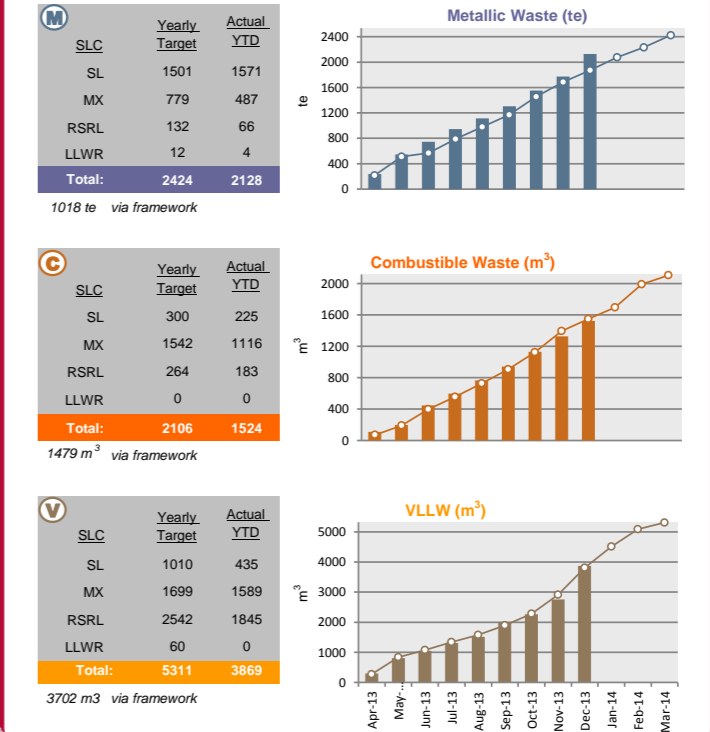 M
SLC Yearly Target Actual YTD
SL 1501 1571
MX 779 487
RSRL 132 66
LLWR 12 4
Total: 2424 2128
1018 te via framework
Metallic Waste (te)
te
2400
2000
1600
1200
800
400
0
C
SLC Yearly Target Actual YTD
SL 300 225
MX 1542 1116
RSRL 264 183
LLWR 0 0
Total: 2106 1524
1479 m³ via framework
Combustible Waste (m³)
m³
2000
1600
1200
800
400
0
V
SLC Yearly Target Actual YTD
SL 1010 435
MX 1699 1589
RSRL 2542 1845
LLWR 60 0
Total: 5311 3869
3702 m3 via framework
VLLW (m³)
m³
5000
4000
3000
2000
1000
0
Apr-13
May-...
Jun-13
Jul-13
Aug-13
Sep-13
Oct-13
Nov-13
Dec-13
Jan-14
Feb-14
Mar-14